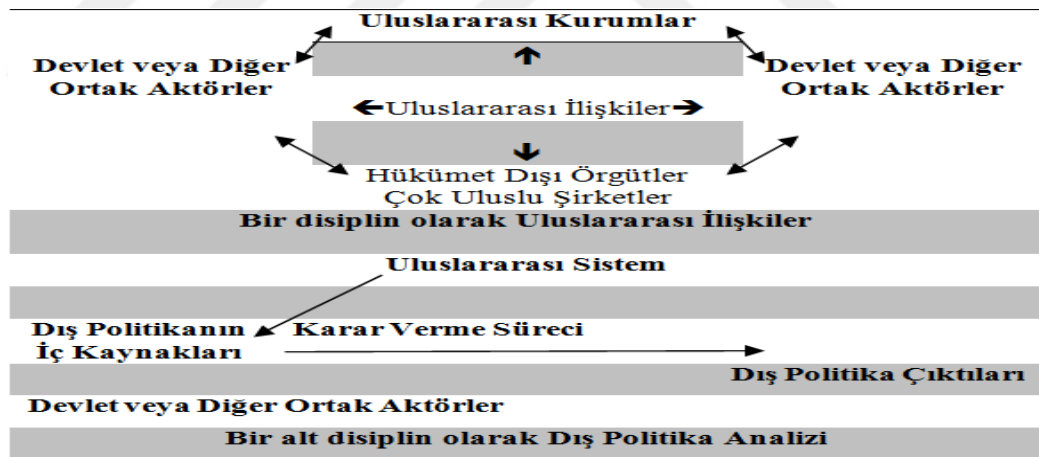 Uluslararası Kurumlar
Devlet veya Diğer
Ortak Aktörler
Devlet veya Diğer
Ortak Aktörler
Uluslararası İlişkiler
Hükümet Dışı Örgütler
Çok Uluslu Şirketler
Bir disiplin olarak Uluslararası İlişkiler
Uluslararası Sistem
Dış Politikanın
İç Kaynakları
Karar Verme Süreci
Dış Politika Çıktıları
Devlet veya Diğer Ortak Aktörler
Bir alt disiplin olarak Dış Politika Analizi